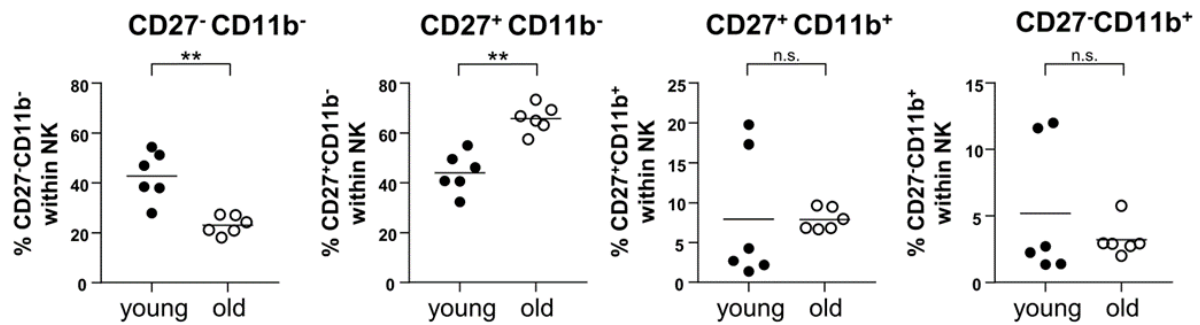 CD27⁻ CD11b⁻
**
% CD27⁻CD11b⁻
within NK
80
60
40
20
0
young old
CD27⁺ CD11b⁻
**
% CD27⁺CD11b⁻
within NK
80
60
40
20
0
young old
CD27⁺ CD11b⁺
n.s.
% CD27⁺CD11b⁺
within NK
25
20
15
10
5
0
young old
CD27⁻CD11b⁺
n.s.
% CD27⁻CD11b⁺
within NK
15
10
5
0
young old